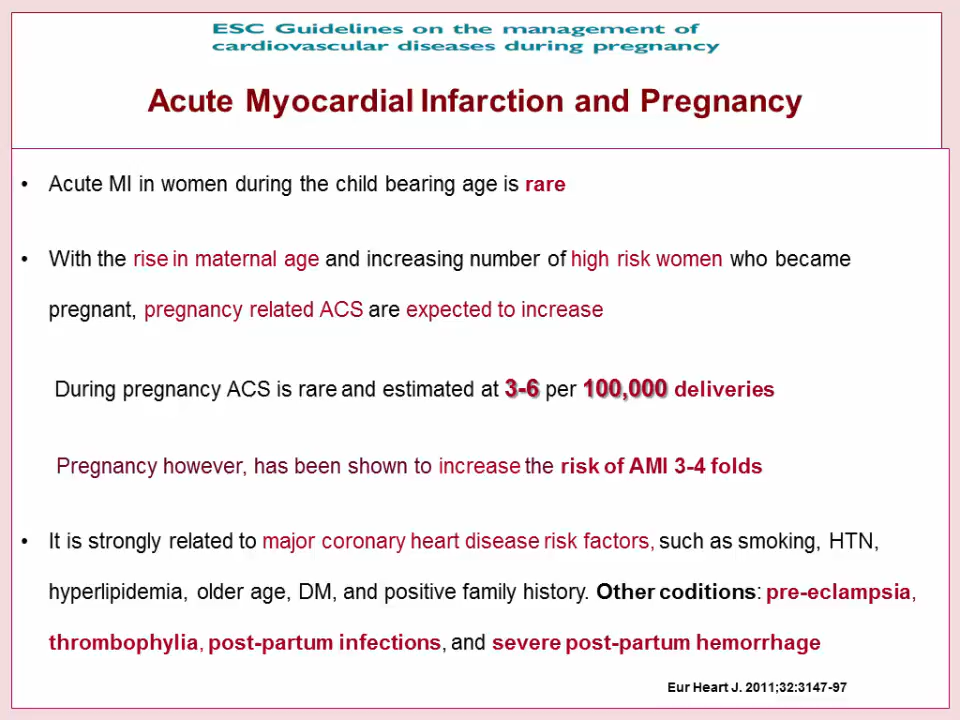 ESC Guidelines on the management of
cardiovascular diseases during pregnancy
Acute Myocardial Infarction and Pregnancy
• Acute MI in women during the child bearing age is rare
• With the rise in maternal age and increasing number of high risk women who became
pregnant, pregnancy related ACS are expected to increase
During pregnancy ACS is rare and estimated at 3-6 per 100,000 deliveries
Pregnancy however, has been shown to increase the risk of AMI 3-4 folds
• It is strongly related to major coronary heart disease risk factors, such as smoking, HTN,
hyperlipidemia, older age, DM, and positive family history. Other coditions: pre-eclampsia,
thrombophylia, post-partum infections, and severe post-partum hemorrhage
Eur Heart J. 2011;32:3147-97